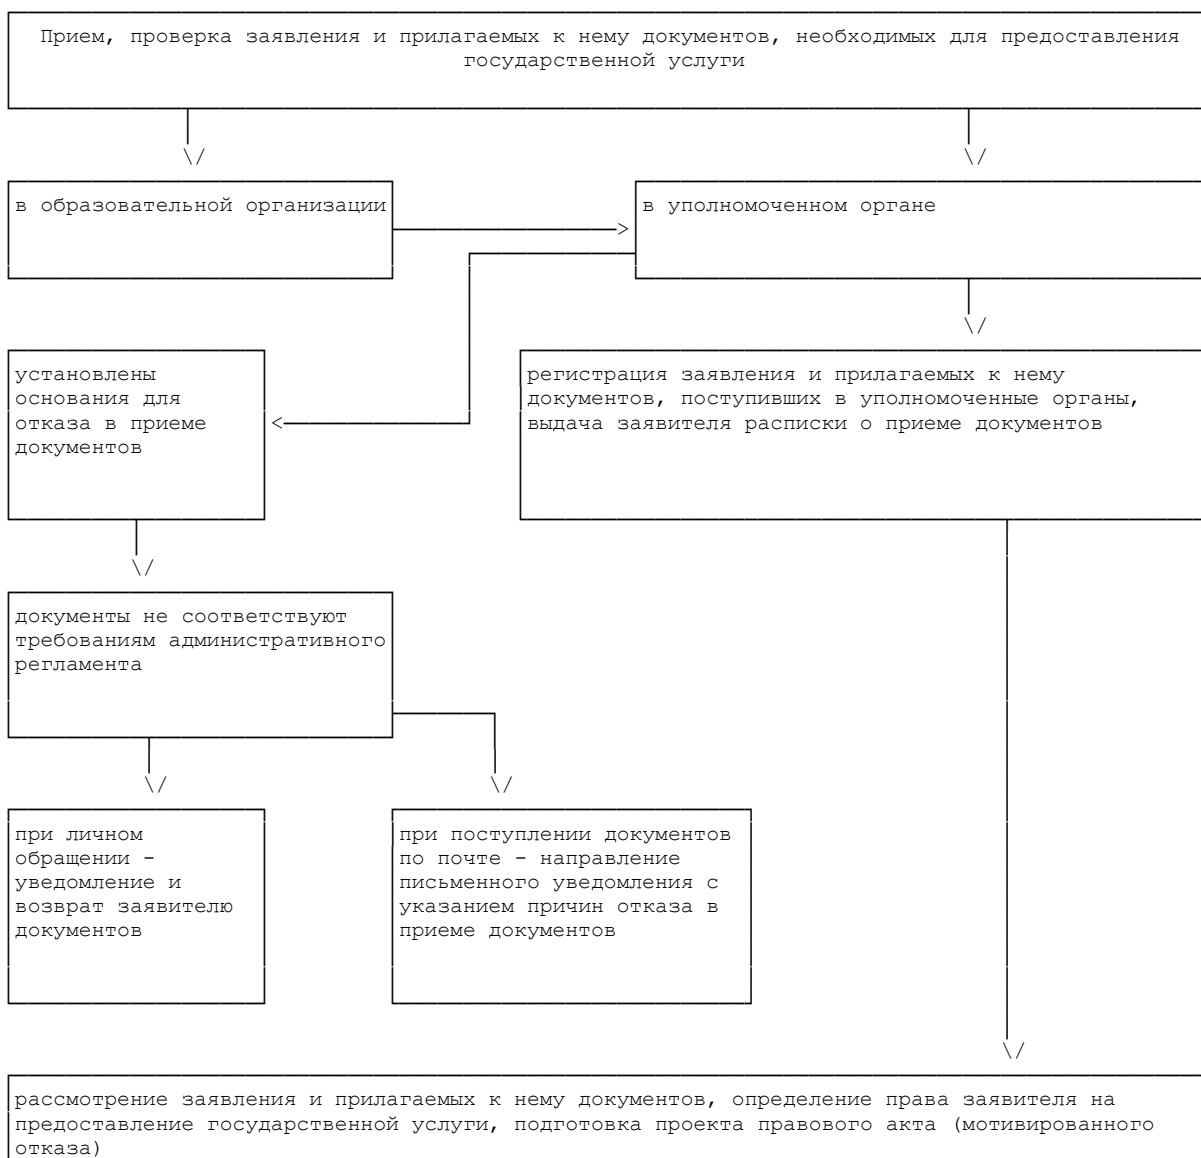 Прием, проверка заявления и прилагаемых к нему документов, необходимых для предоставления
государственной услуги
в образовательной организации
в уполномоченном органе
установлены
основания для
отказа в приеме
документов
регистрация заявления и прилагаемых к нему
документов, поступивших в уполномоченные органы,
выдача заявителя расписки о приеме документов
документы не соответствуют
требованиям административного
регламента
при личном
обращении -
уведомление и
возврат заявителю
документов
при поступлении документов
по почте - направление
письменного уведомления с
указанием причин отказа в
приеме документов
рассмотрение заявления и прилагаемых к нему документов, определение права заявителя на
предоставление государственной услуги, подготовка проекта правового акта (мотивированного
отказа)